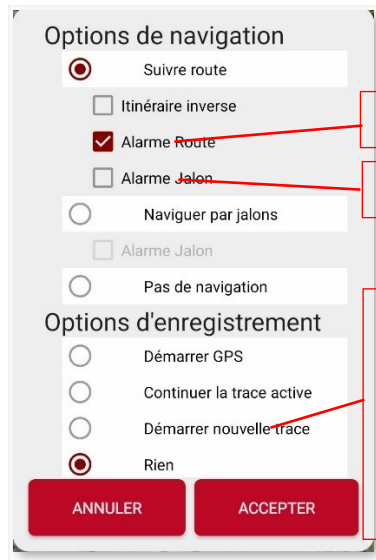 Options de navigation
Suivre route
Itinéraire inverse
Alarme Route
Alarme Jalon
Naviguer par jalons
Alarme Jalon
Pas de navigation
Options d'enregistrement
Démarrer GPS
Continuer la trace active
Démarrer nouvelle trace
Rien
ANNULER ACCEPTER